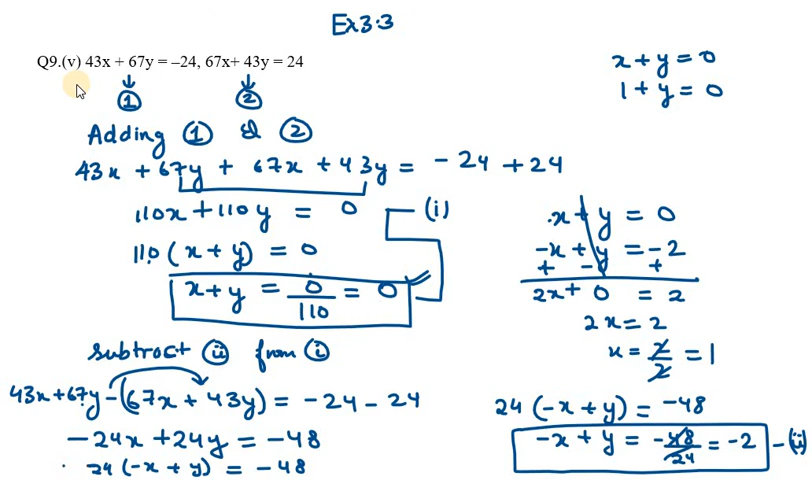 Ex3.3
Q9.(v) 43x + 67y = –24, 67x+ 43y = 24
① ②
Adding ① & ②
43x + 67y + 67x + 43y = - 24 + 24
110x + 110y = 0 — (i)
110 (x + y) = 0
x + y = 0/110 = 0
subtract (ii) from (i)
43x+67y - (67x + 43y) = - 24 - 24
- 24x + 24y = - 48
24 (-x + y) = - 48
x + y = 0
1 + y = 0
x + y = 0
-x + y = -2
+ - +
2x + 0 = 2
2x = 2
x = 2/2 = 1
24 (-x + y) = -48
-x + y = -48/24 = -2 — (ii)